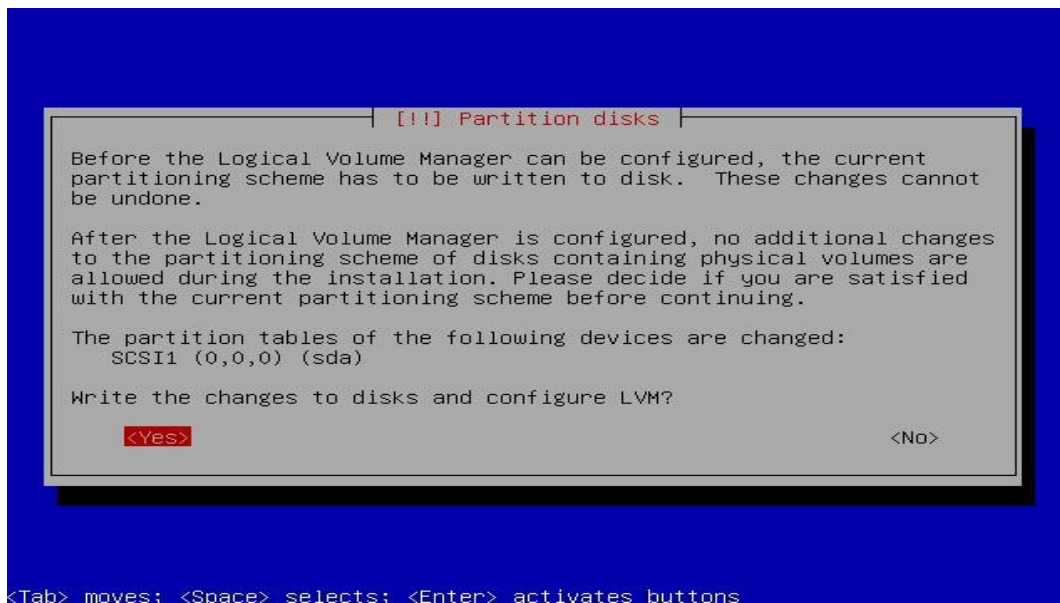 [!!] Partition disks
Before the Logical Volume Manager can be configured, the current
partitioning scheme has to be written to disk.  These changes cannot
be undone.
After the Logical Volume Manager is configured, no additional changes
to the partitioning scheme of disks containing physical volumes are
allowed during the installation. Please decide if you are satisfied
with the current partitioning scheme before continuing.
The partition tables of the following devices are changed:
SCSI1 (0,0,0) (sda)
Write the changes to disks and configure LVM?
<Yes> <No>
<Tab> moves; <Space> selects; <Enter> activates buttons